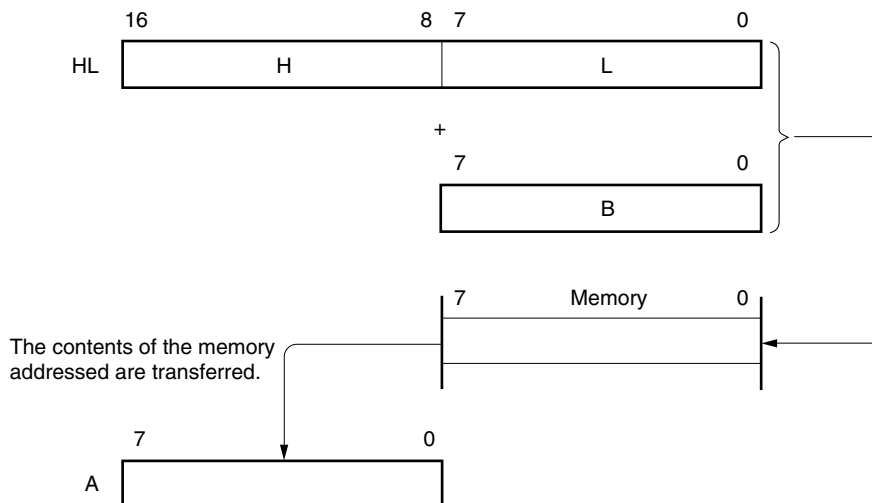 16 8 7 0
HL H L
+
7 0
B
7 Memory 0
The contents of the memory
addressed are transferred.
7 0
A